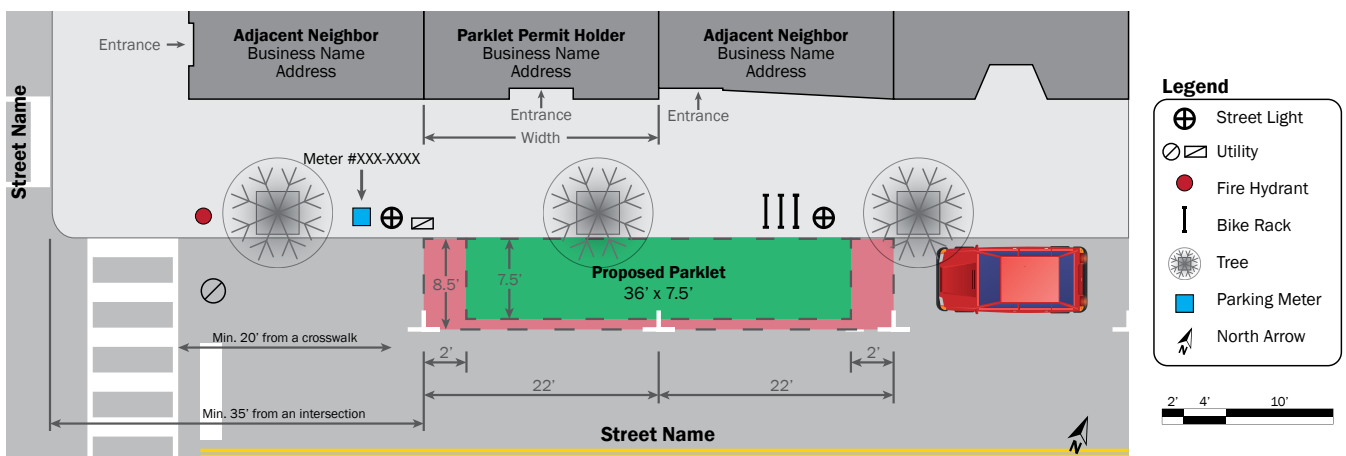 Entrance
Adjacent Neighbor
Business Name
Address
Parklet Permit Holder
Business Name
Address
Adjacent Neighbor
Business Name
Address
Entrance
Entrance
Width
Street Name
Meter #XXX-XXXX
8.5’
7.5’
Proposed Parklet
36’ x 7.5’
Min. 20’ from a crosswalk
2’
2’
22’
22’
Min. 35’ from an intersection
Street Name
N
Legend
Street Light
Utility
Fire Hydrant
Bike Rack
Tree
Parking Meter
North Arrow
N
2’ 4’ 10’